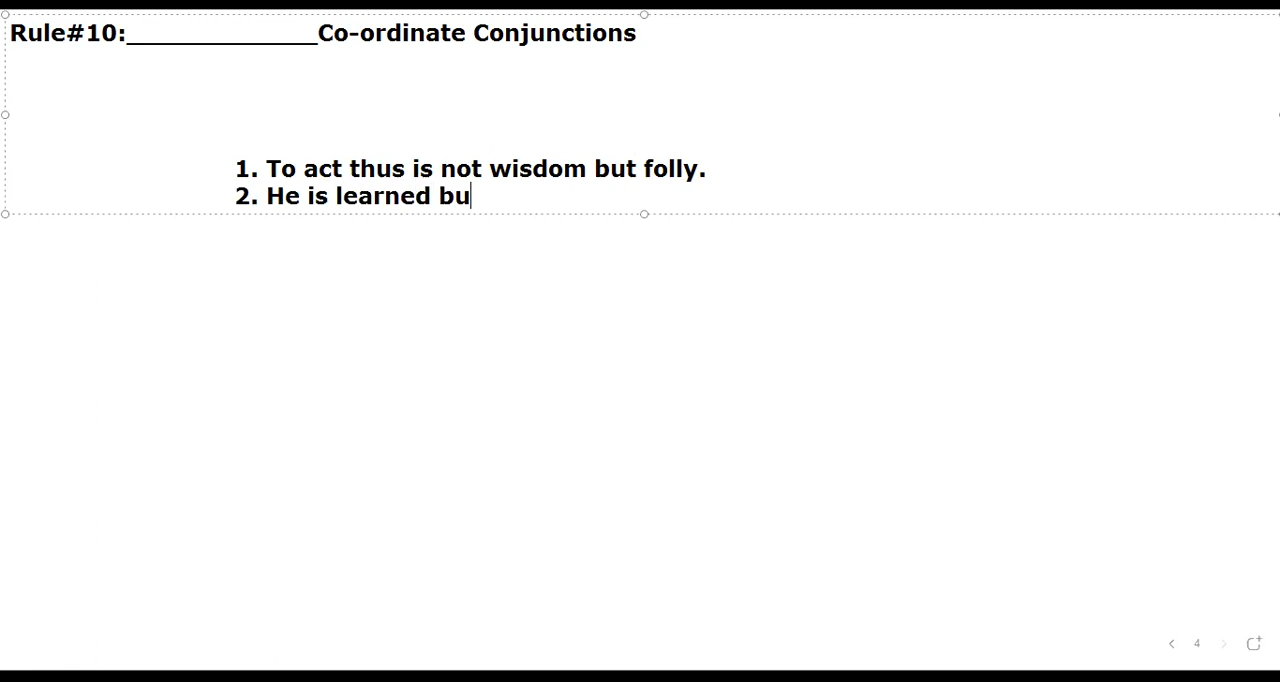 Rule#10:______________Co-ordinate Conjunctions
1. To act thus is not wisdom but folly.
2. He is learned bu
4